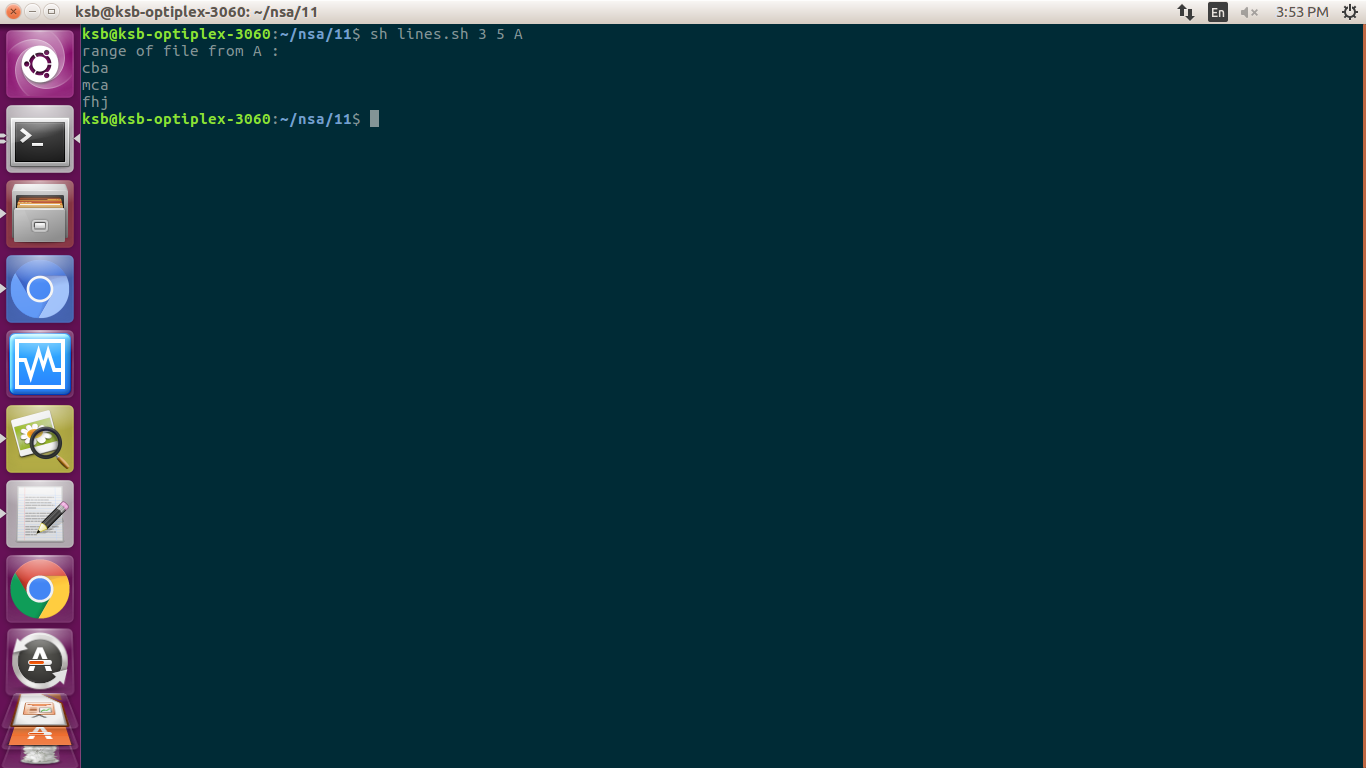 ksb@ksb-optiplex-3060: ~/nsa/11
En
3:53 PM
ksb@ksb-optiplex-3060:~/nsa/11$ sh lines.sh 3 5 A
range of file from A :
cba
mca
fhj
ksb@ksb-optiplex-3060:~/nsa/11$